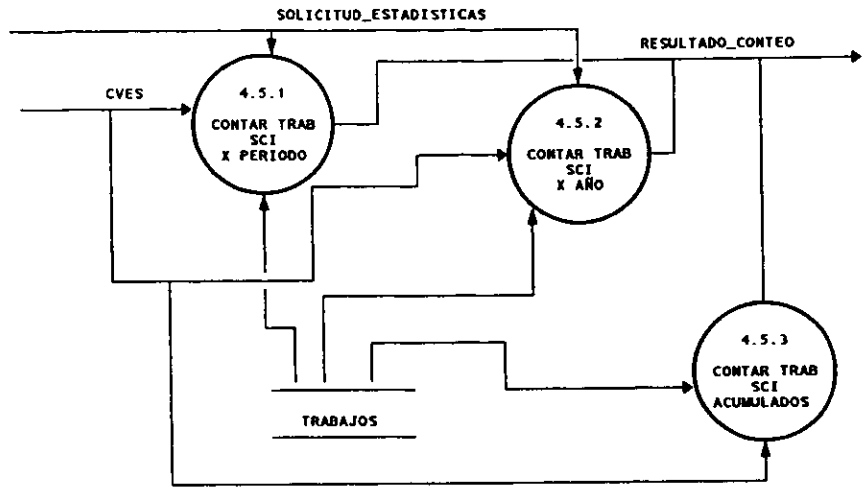 SOLICITUD_ESTADISTICAS
RESULTADO_CONTEO
CVES
4.5.1
CONTAR TRAB
SCI
X PERIODO
4.5.2
CONTAR TRAB
SCI
X AÑO
4.5.3
CONTAR TRAB
SCI
ACUMULADOS
TRABAJOS